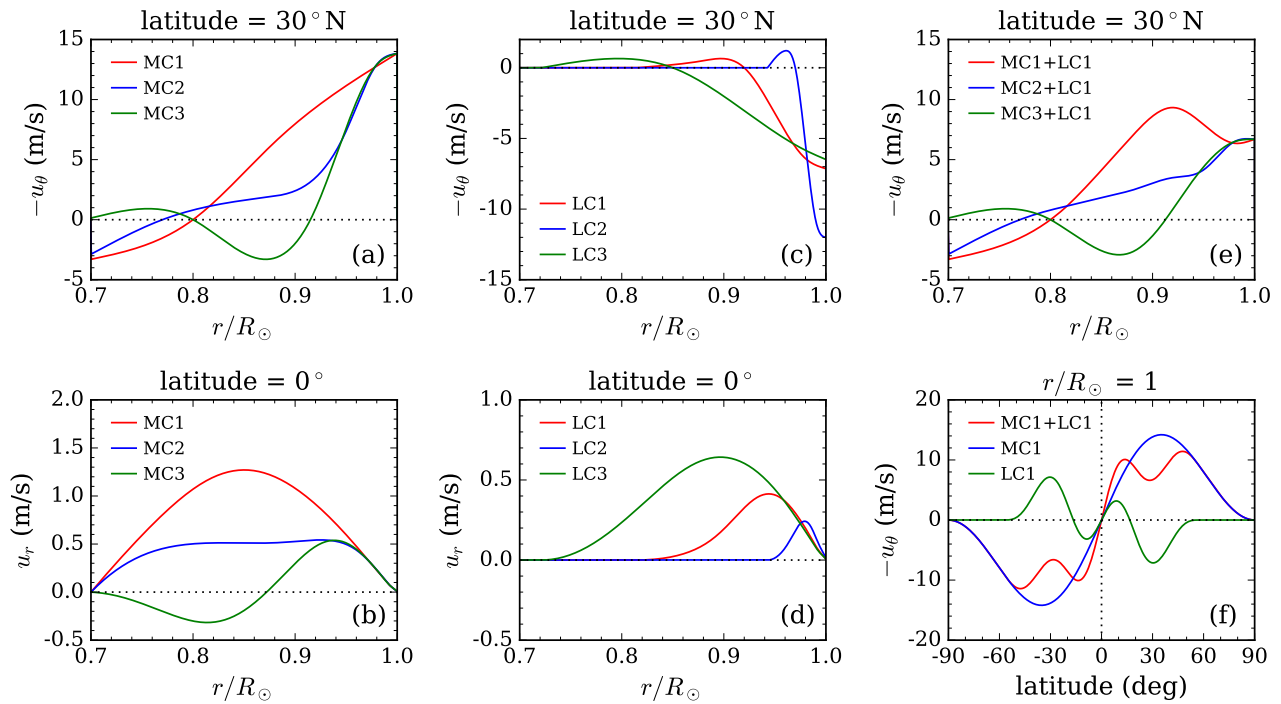 latitude = 30°N
15
10
5
0
-5
−u_θ (m/s)
MC1
MC2
MC3
(a)
0.7 0.8 0.9 1.0
r/R_⊙
latitude = 30°N
0
-5
-10
-15
−u_θ (m/s)
LC1
LC2
LC3
(c)
0.7 0.8 0.9 1.0
r/R_⊙
latitude = 30°N
15
10
5
0
-5
−u_θ (m/s)
MC1+LC1
MC2+LC1
MC3+LC1
(e)
0.7 0.8 0.9 1.0
r/R_⊙
latitude = 0°
2.0
1.5
1.0
0.5
0.0
-0.5
u_r (m/s)
MC1
MC2
MC3
(b)
0.7 0.8 0.9 1.0
r/R_⊙
latitude = 0°
1.0
0.5
0.0
-0.5
u_r (m/s)
LC1
LC2
LC3
(d)
0.7 0.8 0.9 1.0
r/R_⊙
r/R_⊙ = 1
20
10
0
-10
-20
−u_θ (m/s)
MC1+LC1
MC1
LC1
(f)
-90 -60 -30 0 30 60 90
latitude (deg)